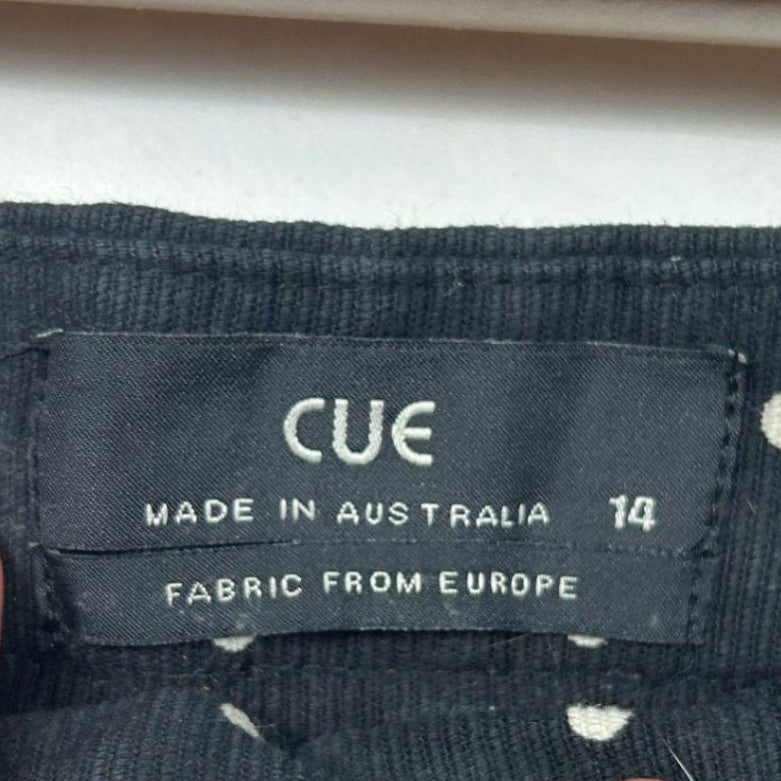 CUE
MADE IN AUSTRALIA 14
FABRIC FROM EUROPE